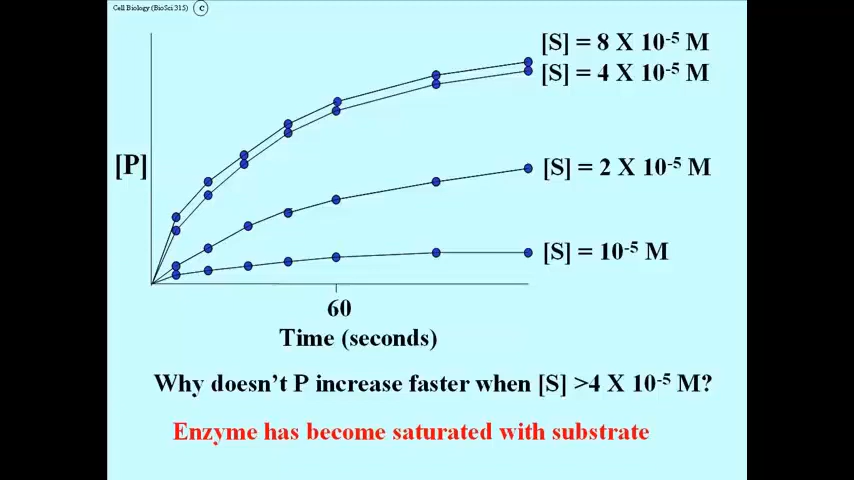 Cell Biology (BioSci 315) C
[S] = 8 X 10⁻⁵ M
[S] = 4 X 10⁻⁵ M
[P]
[S] = 2 X 10⁻⁵ M
[S] = 10⁻⁵ M
60
Time (seconds)
Why doesn't P increase faster when [S] >4 X 10⁻⁵ M?
Enzyme has become saturated with substrate